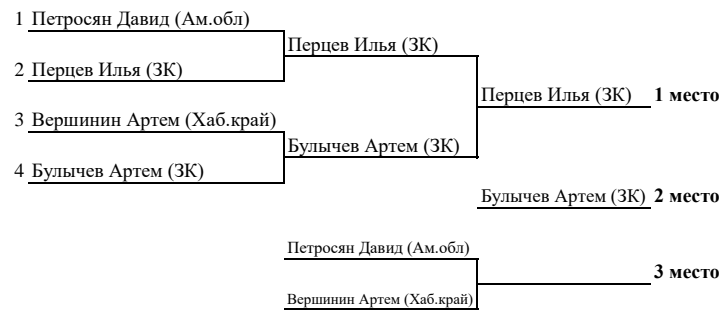 1 Петросян Давид (Ам.обл)
Перцев Илья (ЗК)
2 Перцев Илья (ЗК)
Перцев Илья (ЗК) 1 место
3 Вершинин Артем (Хаб.край)
Булычев Артем (ЗК)
4 Булычев Артем (ЗК)
Булычев Артем (ЗК) 2 место
Петросян Давид (Ам.обл)
3 место
Вершинин Артем (Хаб.край)